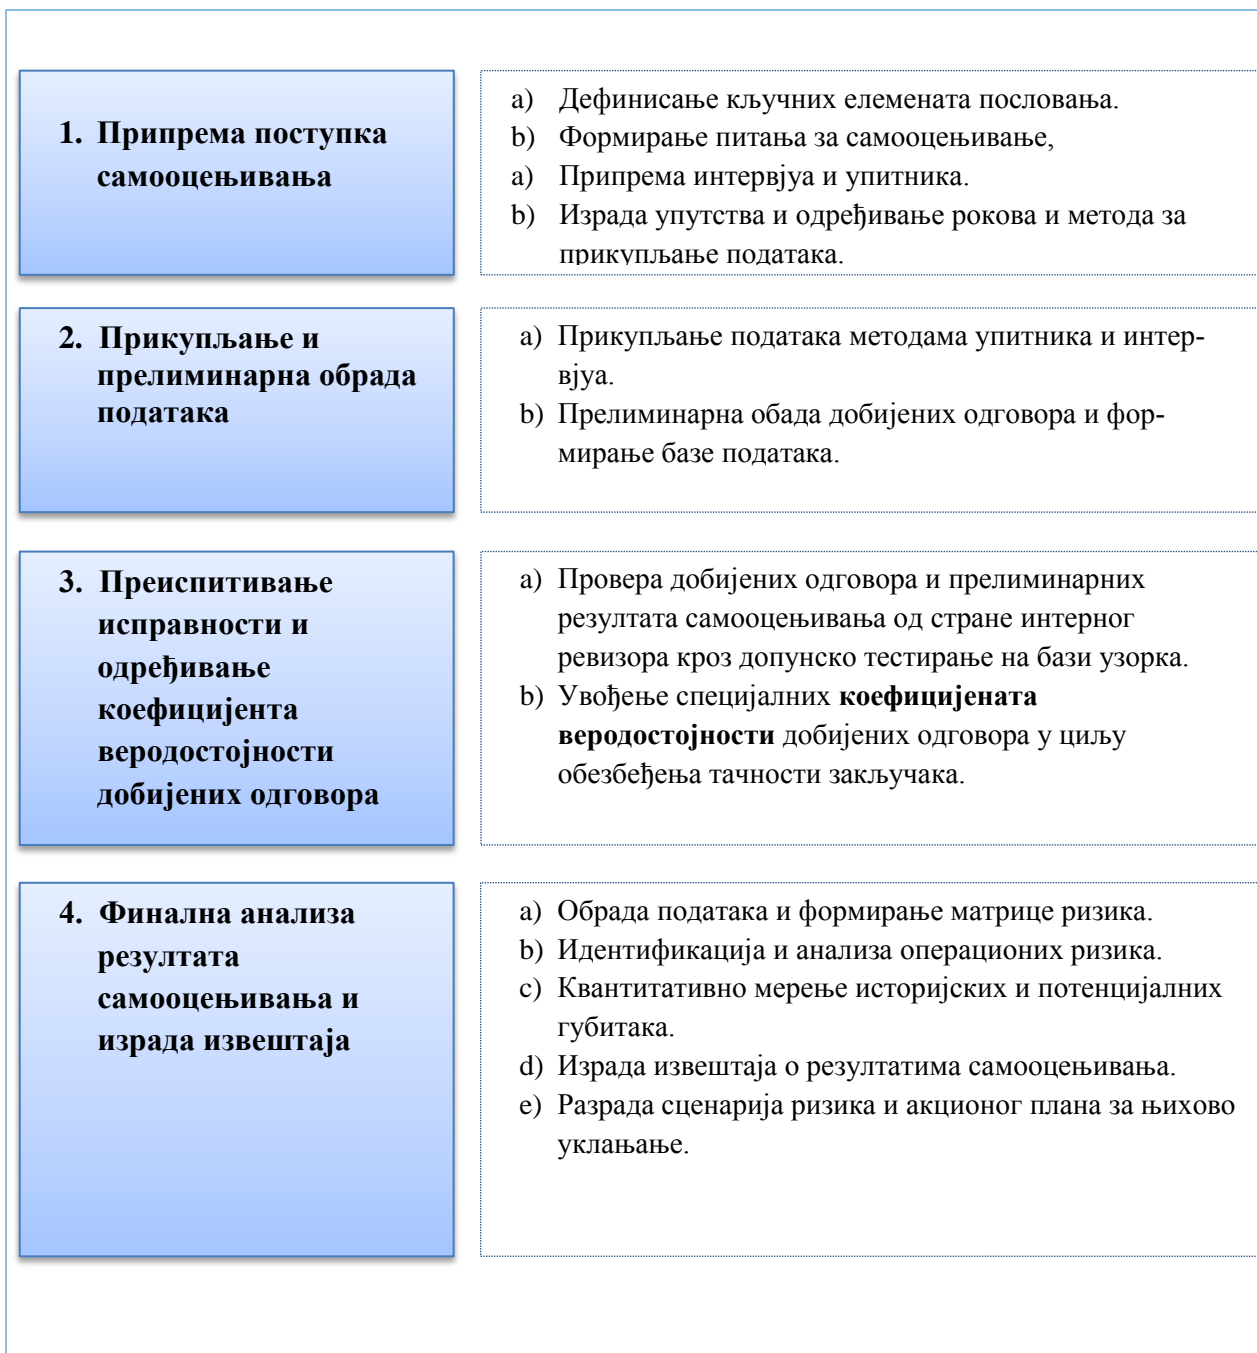 1. Припрема поступка
самооцењивања
a) Дефинисање кључних елемената пословања.
b) Формирање питања за самооцењивање,
a) Припрема интервјуа и упитника.
b) Израда упутства и одређивање рокова и метода за
прикупљање података.
2. Прикупљање и
прелиминарна обрада
података
a) Прикупљање података методама упитника и интер-
вјуа.
b) Прелиминарна обада добијених одговора и фор-
мирање базе података.
3. Преиспитивање
исправности и
одређивање
коефицијента
веродостојности
добијених одговора
a) Провера добијених одговора и прелиминарних
резултата самооцењивања од стране интерног
ревизора кроз допунско тестирање на бази узорка.
b) Увођење специјалних коефицијената
веродостојности добијених одговора у циљу
обезбеђења тачности закључака.
4. Финална анализа
резултата
самооцењивања и
израда извештаја
a) Обрада података и формирање матрице ризика.
b) Идентификација и анализа операционих ризика.
c) Квантитативно мерење историјских и потенцијалних
губитака.
d) Израда извештаја о резултатима самооцењивања.
e) Разрада сценарија ризика и акционог плана за њихово
уклањање.